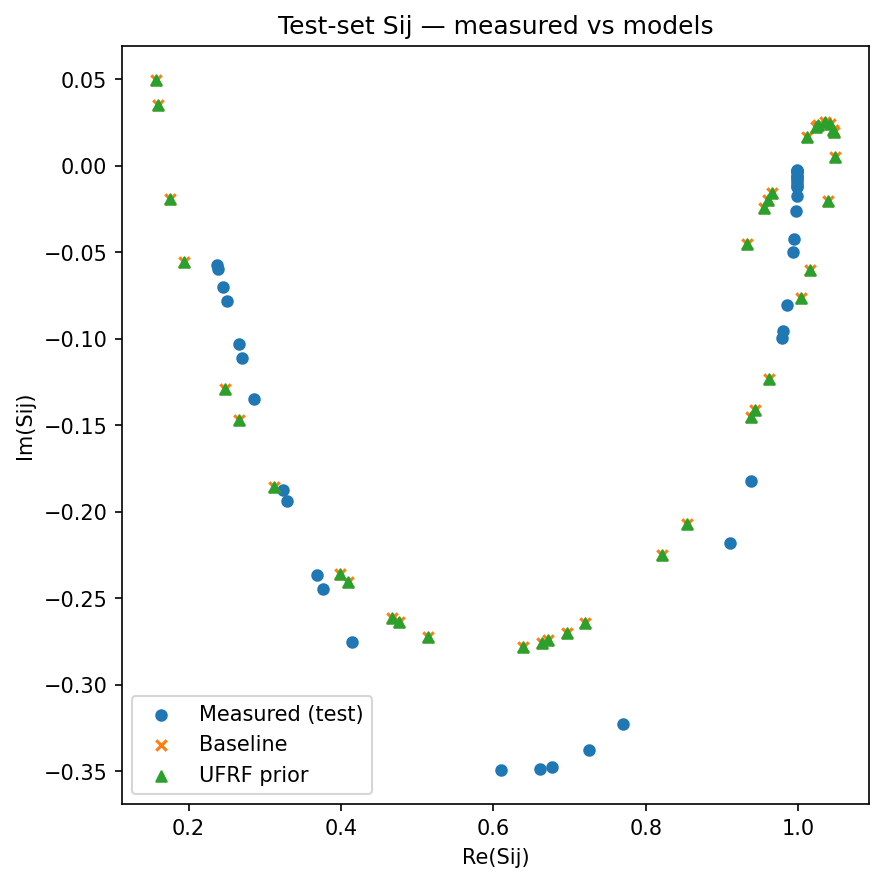 Test-set Sij — measured vs models
Im(Sij)
0.05
0.00
−0.05
−0.10
−0.15
−0.20
−0.25
−0.30
−0.35
Measured (test)
Baseline
UFRF prior
0.2 0.4 0.6 0.8 1.0
Re(Sij)